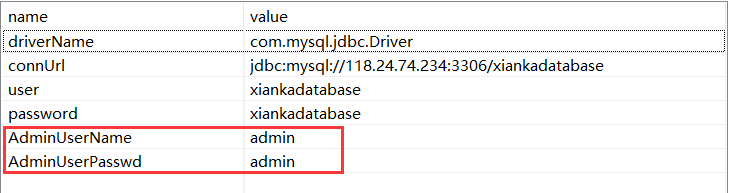 name value
driverName com.mysql.jdbc.Driver
connUrl jdbc:mysql://118.24.74.234:3306/xiankadatabase
user xiankadatabase
password xiankadatabase
AdminUserName admin
AdminUserPasswd admin